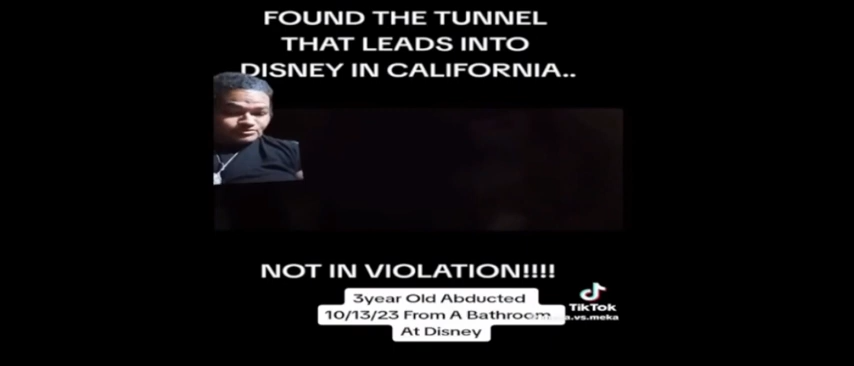 FOUND THE TUNNEL
THAT LEADS INTO
DISNEY IN CALIFORNIA..
NOT IN VIOLATION!!!!
3year Old Abducted
10/13/23 From A Bathroom
At Disney
TikTok